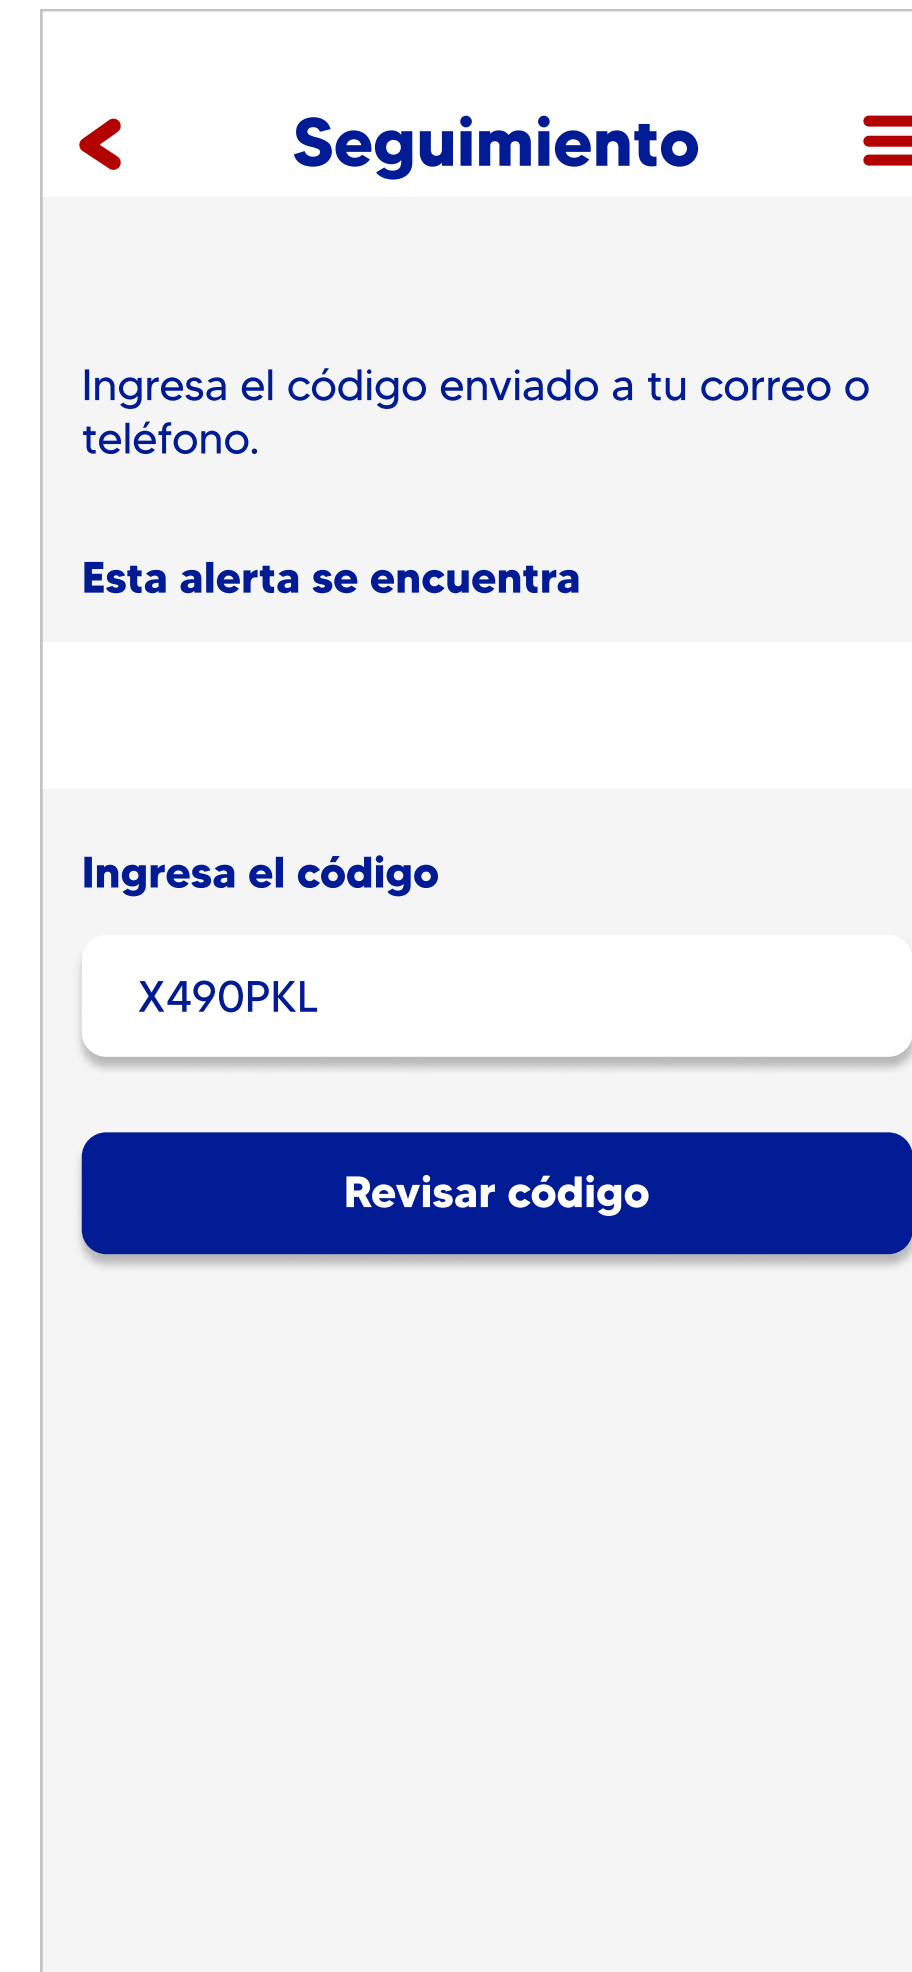 Seguimiento
Ingresa el código enviado a tu correo o
teléfono.
Esta alerta se encuentra
Ingresa el código
X490PKL
Revisar código